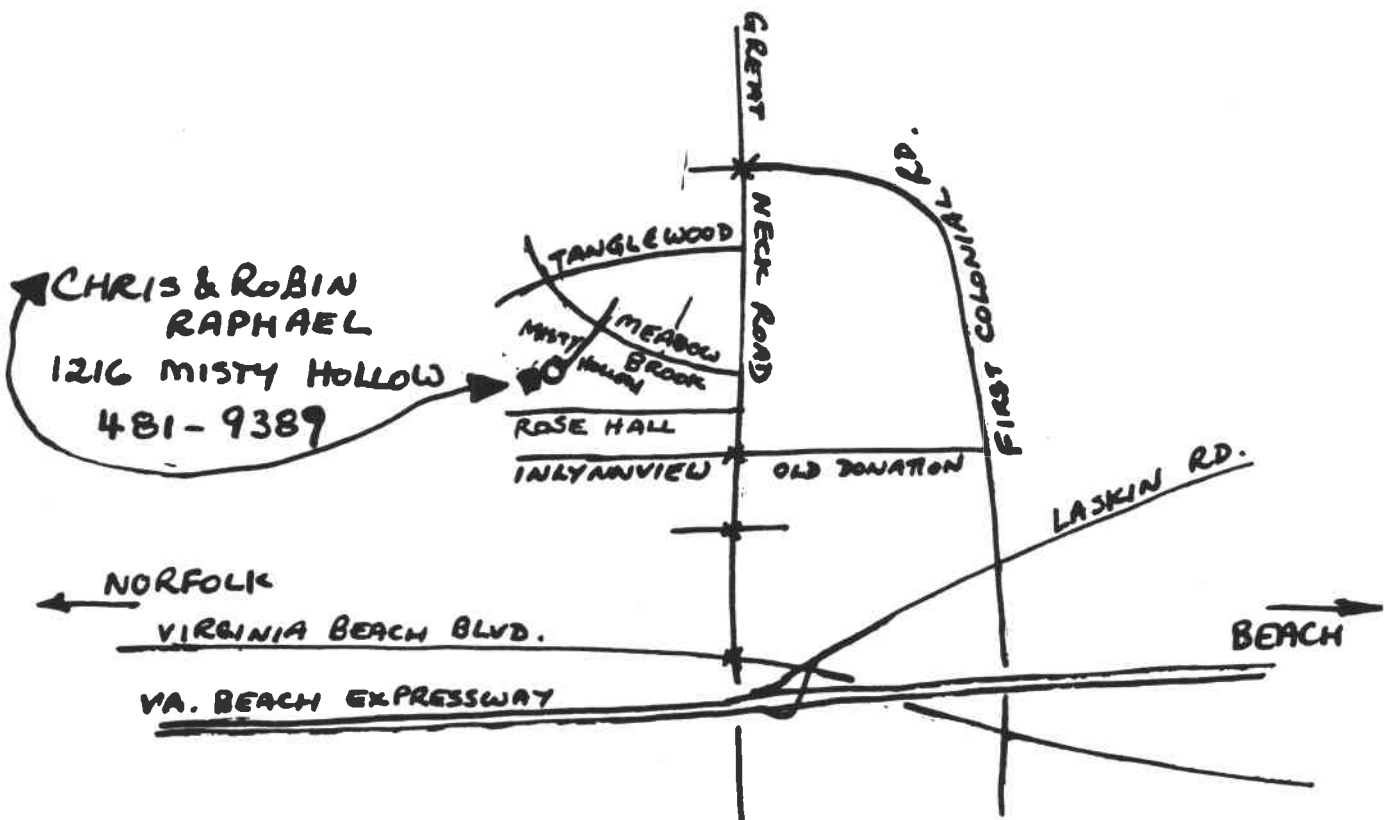 GREAT
NECK ROAD
FIRST COLONIAL RD.
TANGLEWOOD
CHRIS & ROBIN
RAPHAEL
1216 MISTY HOLLOW
481-9389
MISTY
HOLLOW
MEADOW
BROOK
ROSE HALL
INLYNNVIEW
OLD DONATION
LASKIN RD.
NORFOLK
VIRGINIA BEACH BLVD.
BEACH
VA. BEACH EXPRESSWAY